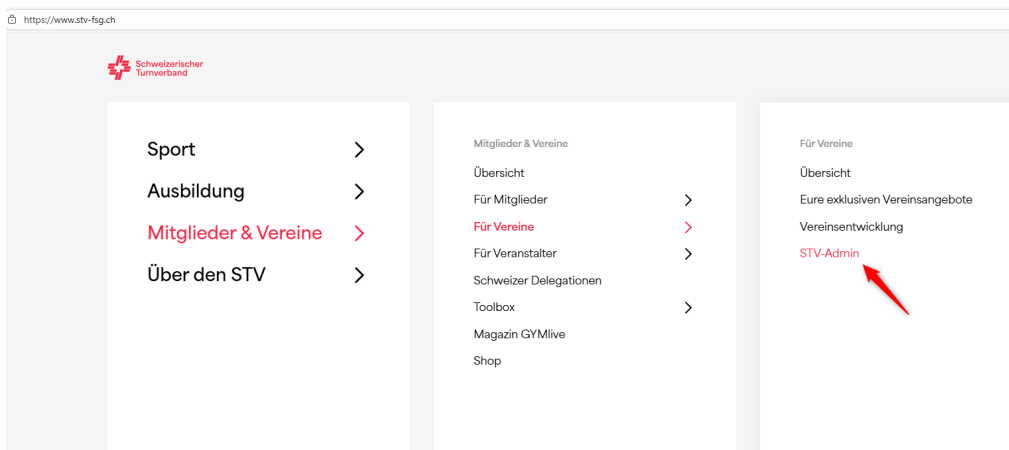 https://www.stv-fsg.ch
Schweizerischer
Turnverband
Sport
Ausbildung
Mitglieder & Vereine
Über den STV
Mitglieder & Vereine
Übersicht
Für Mitglieder
Für Vereine
Für Veranstalter
Schweizer Delegationen
Toolbox
Magazin GYMlive
Shop
Für Vereine
Übersicht
Eure exklusiven Vereinsangebote
Vereinsentwicklung
STV-Admin